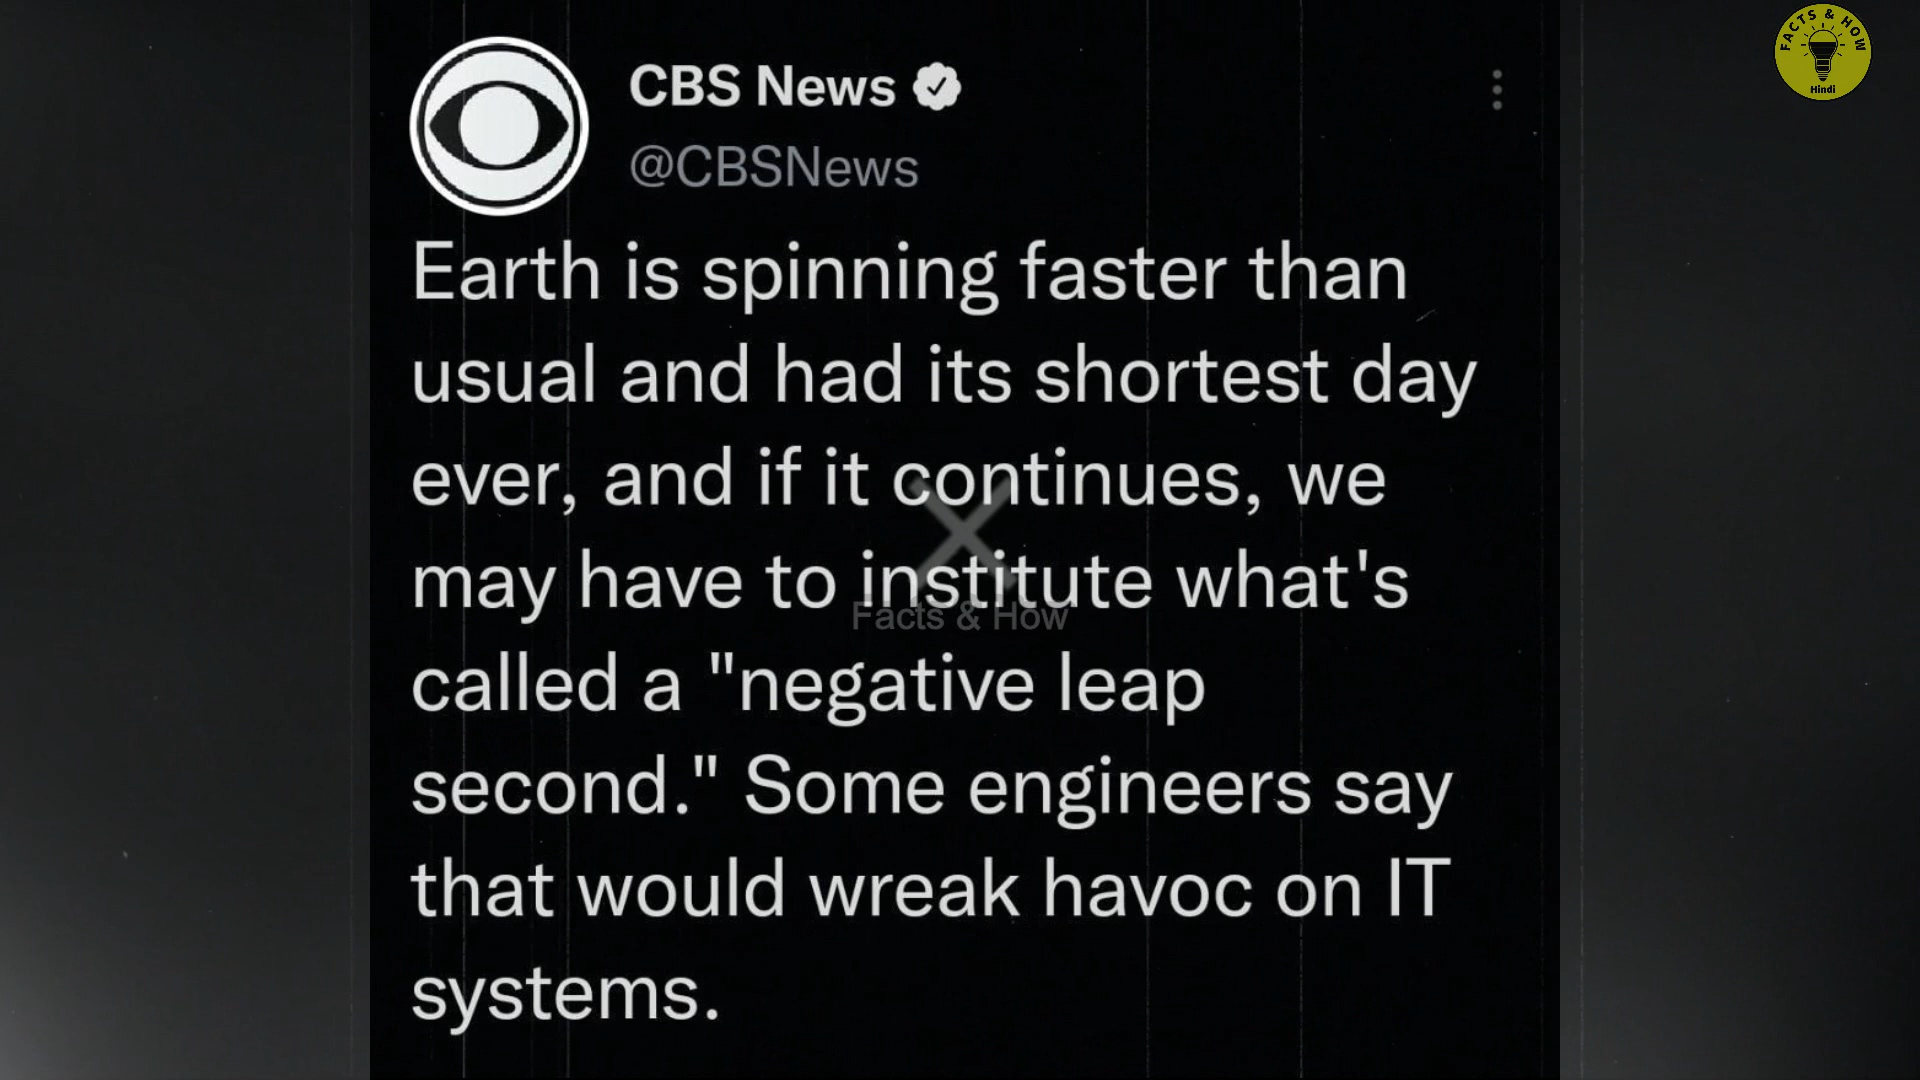 CBS News
@CBSNews
Earth is spinning faster than
usual and had its shortest day
ever, and if it continues, we
may have to institute what's
called a "negative leap
second." Some engineers say
that would wreak havoc on IT
systems.
Facts & How
FACTS & HOW
Hindi